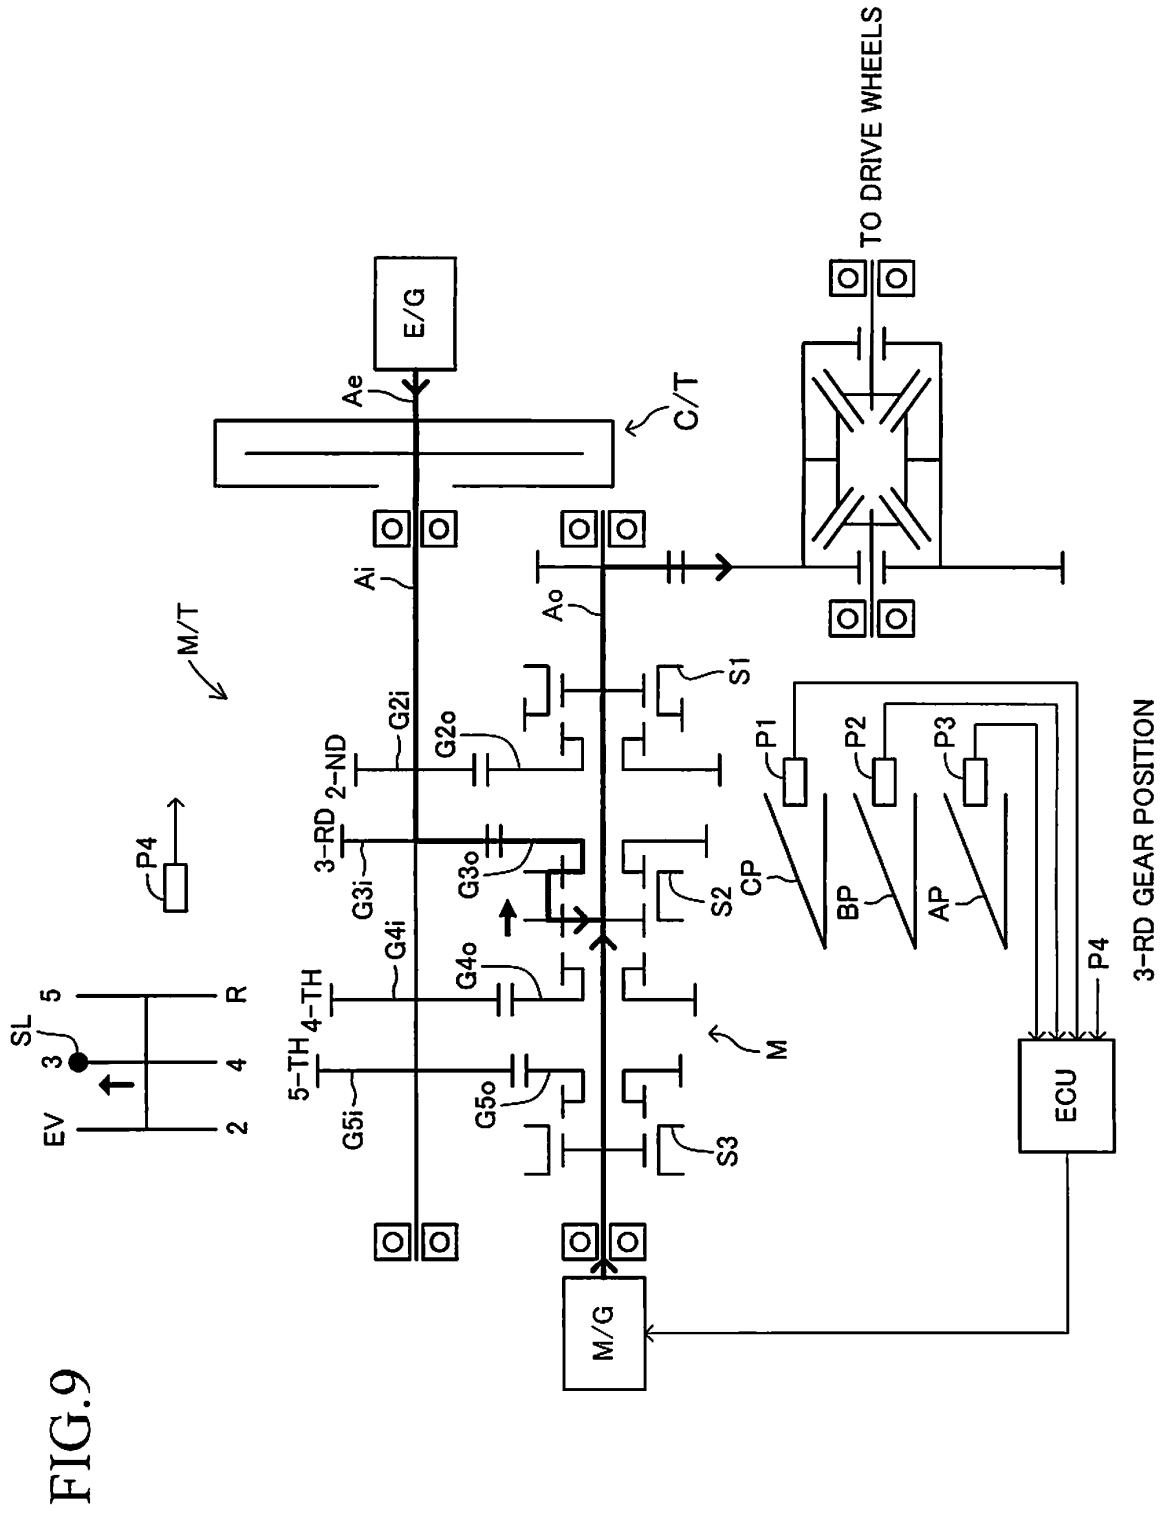 FIG.9
EV
3
5
SL
2
4
R
P4
M/T
5-TH
4-TH
3-RD
2-ND
G5i
G4i
G3i
G2i
G5o
G4o
G3o
G2o
Ai
Ae
E/G
C/T
Ao
M/G
S3
S2
S1
M
CP
P1
BP
P2
AP
P3
P4
ECU
TO DRIVE WHEELS
3-RD GEAR POSITION